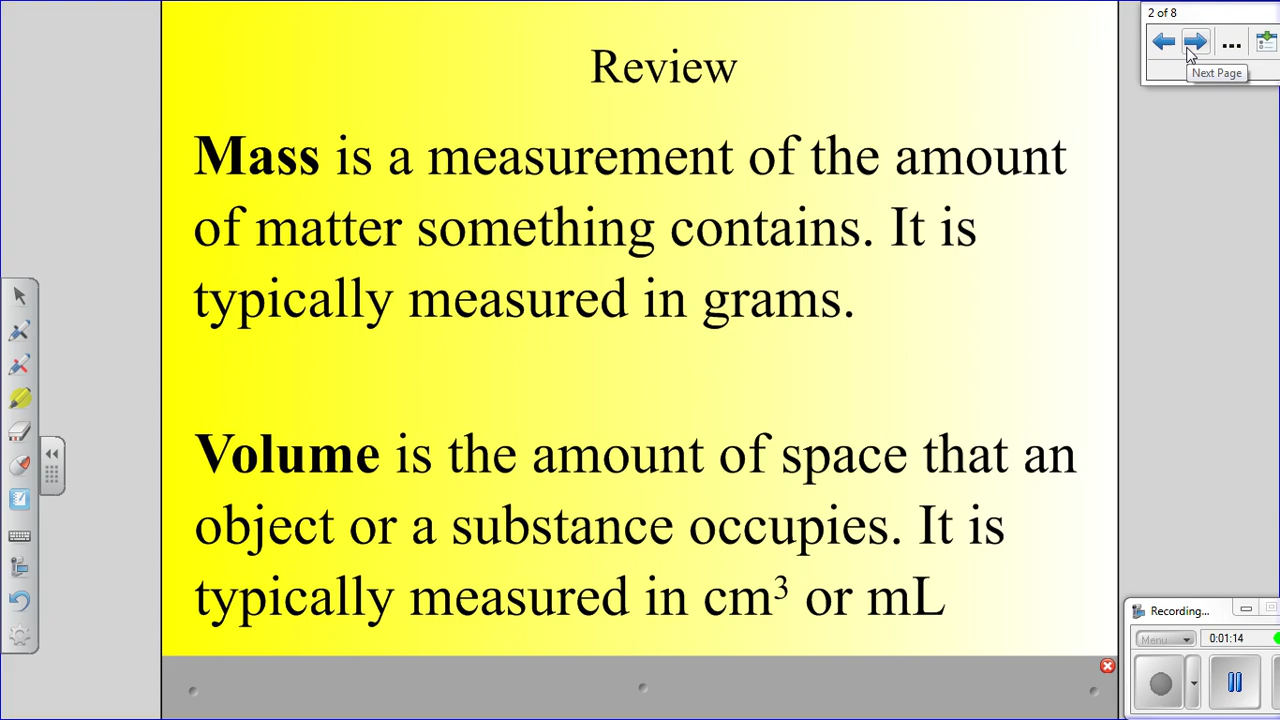 2 of 8
...
Next Page
Review
Mass is a measurement of the amount
of matter something contains. It is
typically measured in grams.
Volume is the amount of space that an
object or a substance occupies. It is
typically measured in cm³ or mL
Recording...
Menu
0:01:14